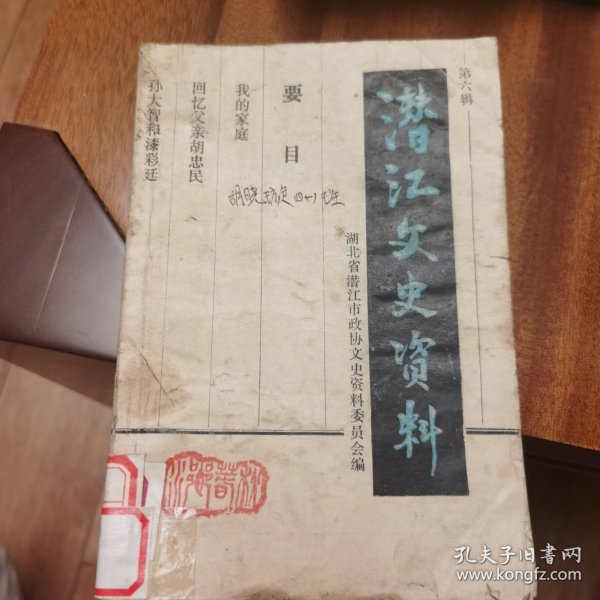 第六辑
潜江文史資料
湖北省潜江市政协文史资料委员会编
要目
我的家庭
回忆父亲胡忠民
孙大智和漆彩廷
孔夫子旧书网
www.kongfz.com